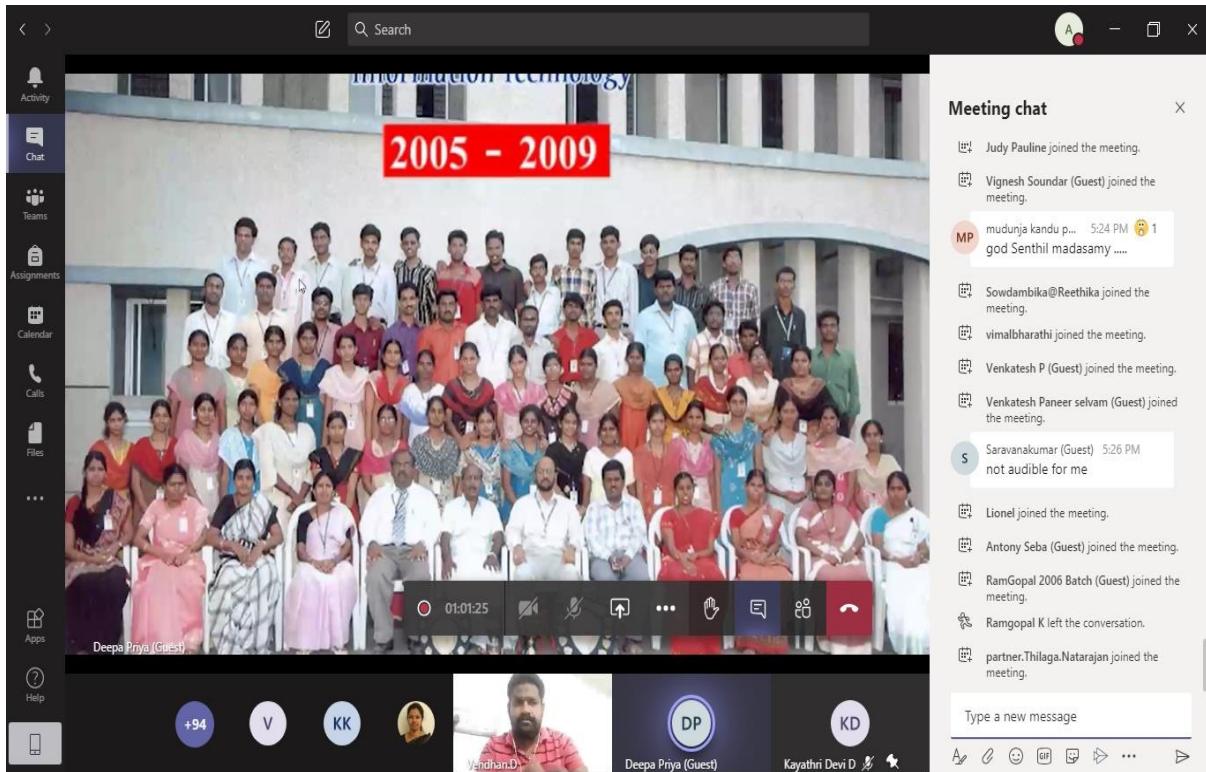 Search
A
Activity
Chat
Teams
Assignments
Calendar
Calls
Files
Apps
Help
Information Technology
2005 - 2009
01:01:25
Deepa Priya (Guest)
+94
V
KK
Vendhan.D
DP
Deepa Priya (Guest)
KD
Kayathri Devi D
Meeting chat
Judy Pauline joined the meeting.
Vignesh Soundar (Guest) joined the
meeting.
MP
mudunja kandu p... 5:24 PM 1
god Senthil madasamy .....
Sowdambika@Reethika joined the
meeting.
vimalbharathi joined the meeting.
Venkatesh P (Guest) joined the meeting.
Venkatesh Paneer selvam (Guest) joined
the meeting.
S
Saravanakumar (Guest) 5:26 PM
not audible for me
Lionel joined the meeting.
Antony Seba (Guest) joined the meeting.
RamGopal 2006 Batch (Guest) joined the
meeting.
Ramgopal K left the conversation.
partner.Thilaga.Natarajan joined the
meeting.
Type a new message
GIF